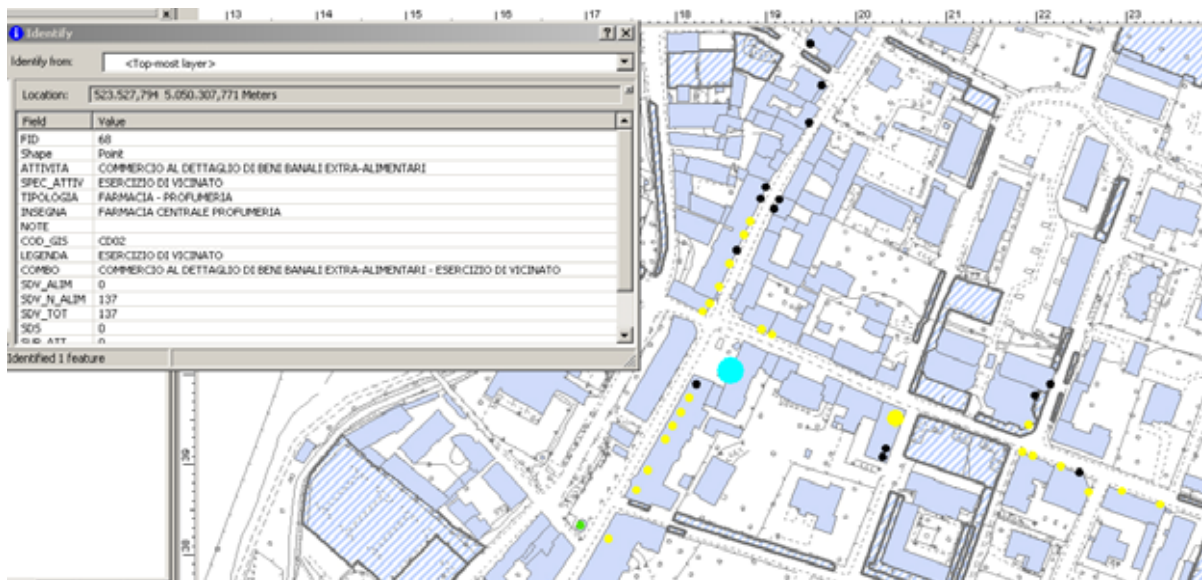 |13 |14 |15 |16 |17 |18 |19 |20 |21 |22 |23
Identify
Identify from: <Top-most layer>
Location: 523.527,794 5.050.307,771 Meters
Field Value
FID 68
Shape Point
ATTIVITA COMMERCIO AL DETTAGLIO DI BENI BANALI EXTRA-ALIMENTARI
SPEC_ATTIV ESERCIZIO DI VICINATO
TIPOLOGIA FARMACIA - PROFUMERIA
INSEGNA FARMACIA CENTRALE PROFUMERIA
NOTE
COD_GIS CD02
LEGENDA ESERCIZIO DI VICINATO
COMBO COMMERCIO AL DETTAGLIO DI BENI BANALI EXTRA-ALIMENTARI - ESERCIZIO DI VICINATO
SDV_ALIM 0
SDV_N_ALIM 137
SDV_TOT 137
SDS 0
SUP_ATT 0
Identified 1 feature
39
38